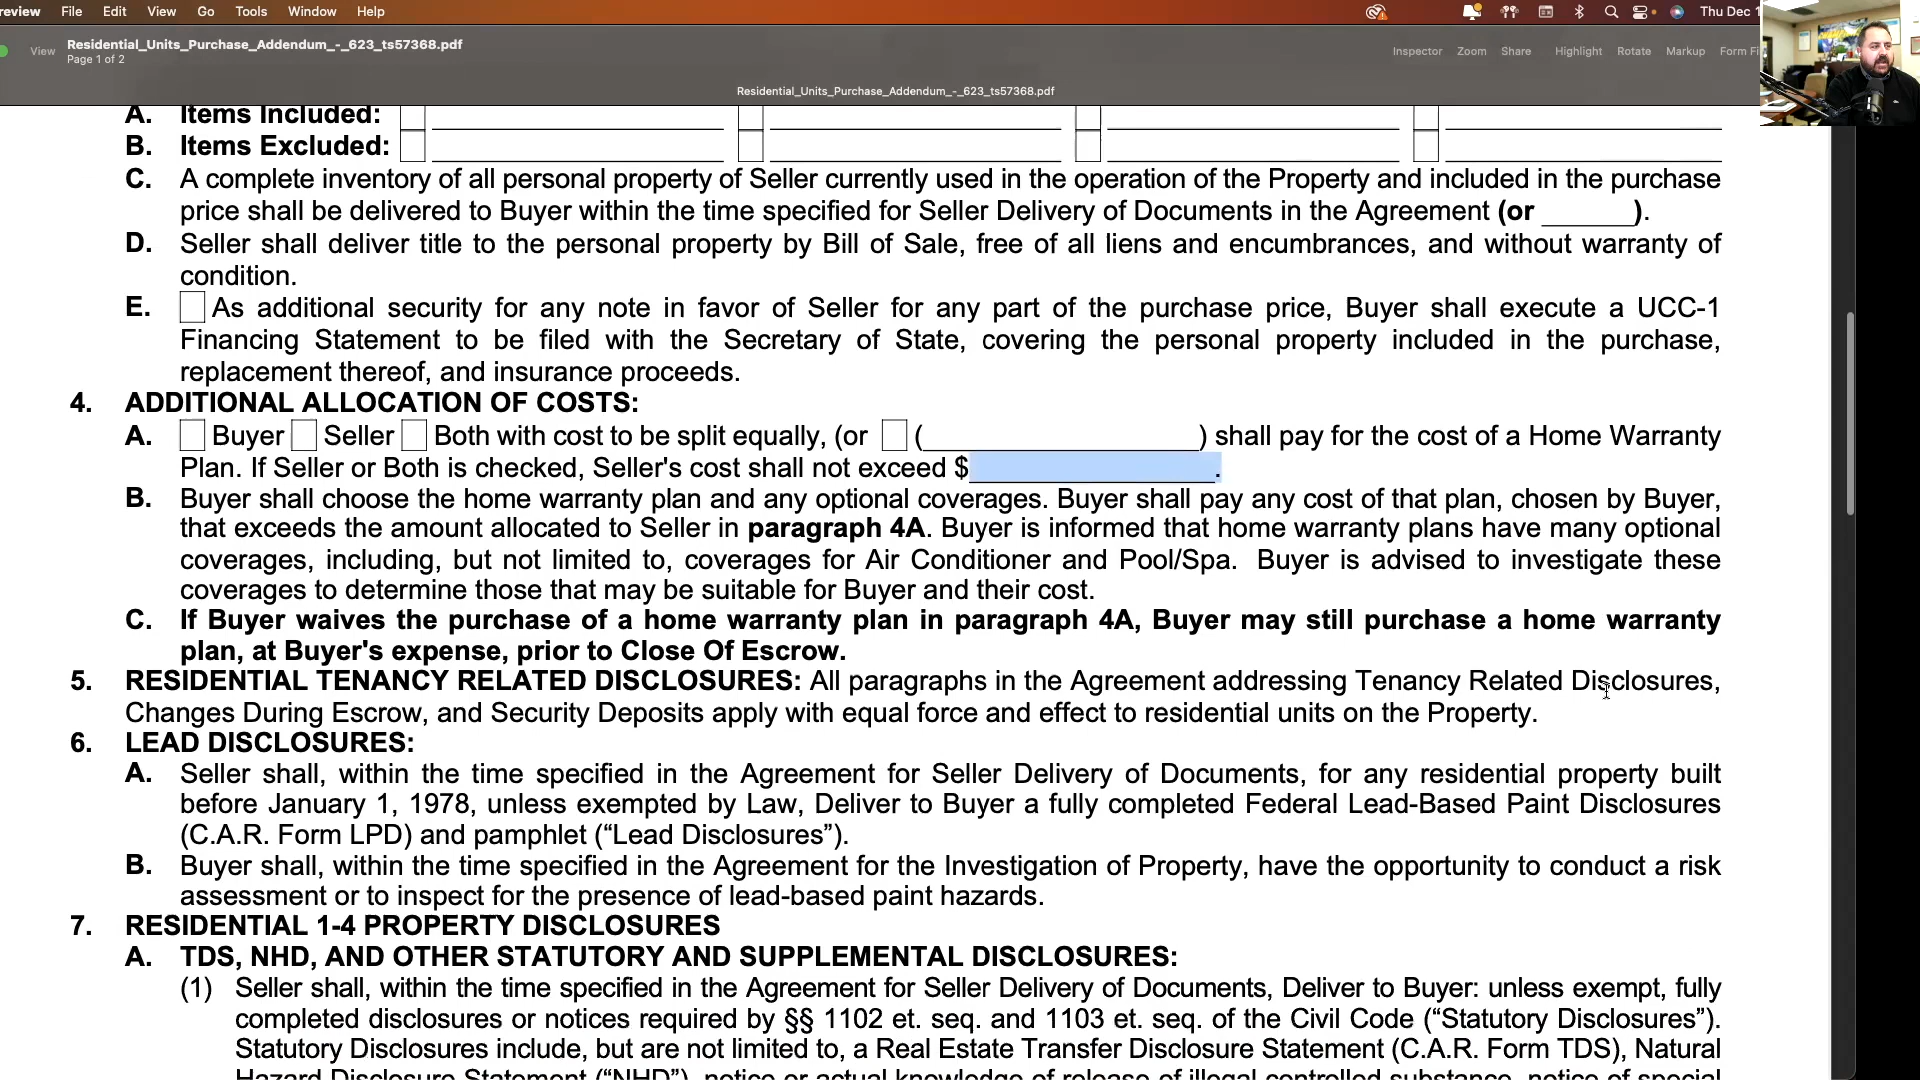 review File Edit View Go Tools Window Help Thu Dec 1
View Residential_Units_Purchase_Addendum_-_623_ts57368.pdf Inspector Zoom Share Highlight Rotate Markup Form Fi
Page 1 of 2
Residential_Units_Purchase_Addendum_-_623_ts57368.pdf
A. Items Included:
B. Items Excluded:
C. A complete inventory of all personal property of Seller currently used in the operation of the Property and included in the purchase
price shall be delivered to Buyer within the time specified for Seller Delivery of Documents in the Agreement (or ______).
D. Seller shall deliver title to the personal property by Bill of Sale, free of all liens and encumbrances, and without warranty of
condition.
E. As additional security for any note in favor of Seller for any part of the purchase price, Buyer shall execute a UCC-1
Financing Statement to be filed with the Secretary of State, covering the personal property included in the purchase,
replacement thereof, and insurance proceeds.
4. ADDITIONAL ALLOCATION OF COSTS:
A. Buyer Seller Both with cost to be split equally, (or (__________________) shall pay for the cost of a Home Warranty
Plan. If Seller or Both is checked, Seller's cost shall not exceed $________________.
B. Buyer shall choose the home warranty plan and any optional coverages. Buyer shall pay any cost of that plan, chosen by Buyer,
that exceeds the amount allocated to Seller in paragraph 4A. Buyer is informed that home warranty plans have many optional
coverages, including, but not limited to, coverages for Air Conditioner and Pool/Spa. Buyer is advised to investigate these
coverages to determine those that may be suitable for Buyer and their cost.
C. If Buyer waives the purchase of a home warranty plan in paragraph 4A, Buyer may still purchase a home warranty
plan, at Buyer's expense, prior to Close Of Escrow.
5. RESIDENTIAL TENANCY RELATED DISCLOSURES: All paragraphs in the Agreement addressing Tenancy Related Disclosures,
Changes During Escrow, and Security Deposits apply with equal force and effect to residential units on the Property.
6. LEAD DISCLOSURES:
A. Seller shall, within the time specified in the Agreement for Seller Delivery of Documents, for any residential property built
before January 1, 1978, unless exempted by Law, Deliver to Buyer a fully completed Federal Lead-Based Paint Disclosures
(C.A.R. Form LPD) and pamphlet (“Lead Disclosures”).
B. Buyer shall, within the time specified in the Agreement for the Investigation of Property, have the opportunity to conduct a risk
assessment or to inspect for the presence of lead-based paint hazards.
7. RESIDENTIAL 1-4 PROPERTY DISCLOSURES
A. TDS, NHD, AND OTHER STATUTORY AND SUPPLEMENTAL DISCLOSURES:
(1) Seller shall, within the time specified in the Agreement for Seller Delivery of Documents, Deliver to Buyer: unless exempt, fully
completed disclosures or notices required by §§ 1102 et. seq. and 1103 et. seq. of the Civil Code (“Statutory Disclosures”).
Statutory Disclosures include, but are not limited to, a Real Estate Transfer Disclosure Statement (C.A.R. Form TDS), Natural
Hazard Disclosure Statement (“NHD”), notice or actual knowledge of release of illegal controlled substance, notice of special